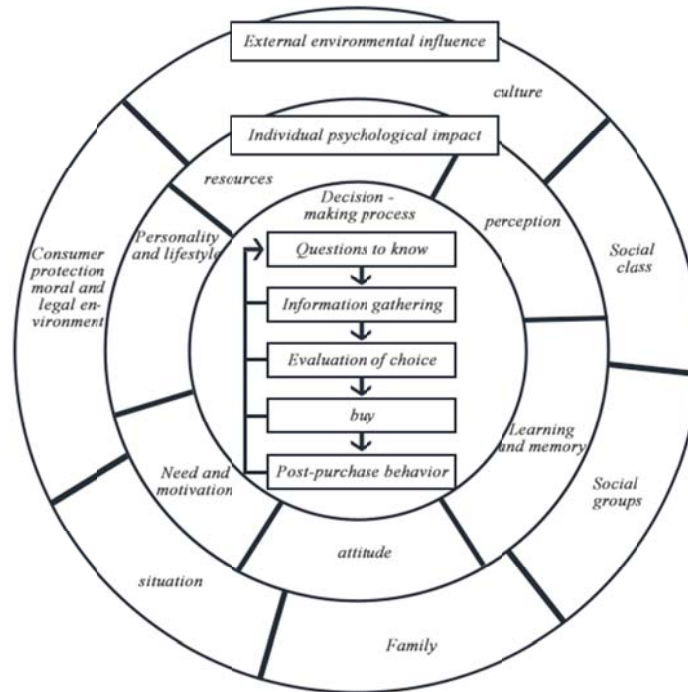 External environmental influence
culture
Individual psychological impact
resources
Decision -
making process
perception
Personality
and lifestyle
Questions to know
Consumer
protection
moral and
legal en-
vironment
Social
class
Information gathering
Evaluation of choice
buy
Learning
and memory
Post-purchase behavior
Need and
motivation
Social
groups
attitude
situation
Family